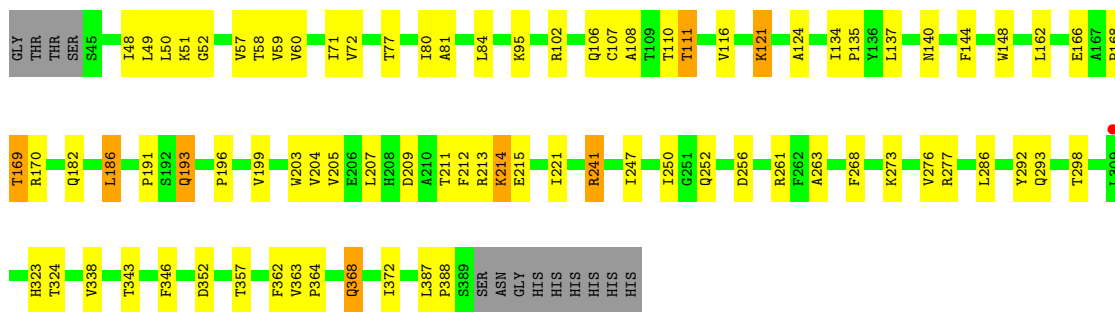 GLY THR THR SER S45 I48 L49 L50 K51 G52 V57 T58 V59 V60 I71 V72 T77 I80 A81 L84 K95 R102 Q106 C107 A108 T109 T110 T111 V116 K121 A124 I134 P135 Y136 L137 N140 F144 W148 L162 E166 A167 P168
T169 R170 Q182 L186 P191 S192 Q193 P196 V199 W203 V204 V205 E206 L207 H208 D209 A210 T211 F212 R213 K214 E215 I221 R241 I247 I250 G251 Q252 D256 R261 F262 A263 F268 K273 V276 R277 L286 Y292 Q293 T298 L309
H323 T324 V338 T343 F346 D352 T357 F362 V363 P364 Q368 I372 L387 P388 S389 SER ASN GLY HIS HIS HIS HIS HIS HIS